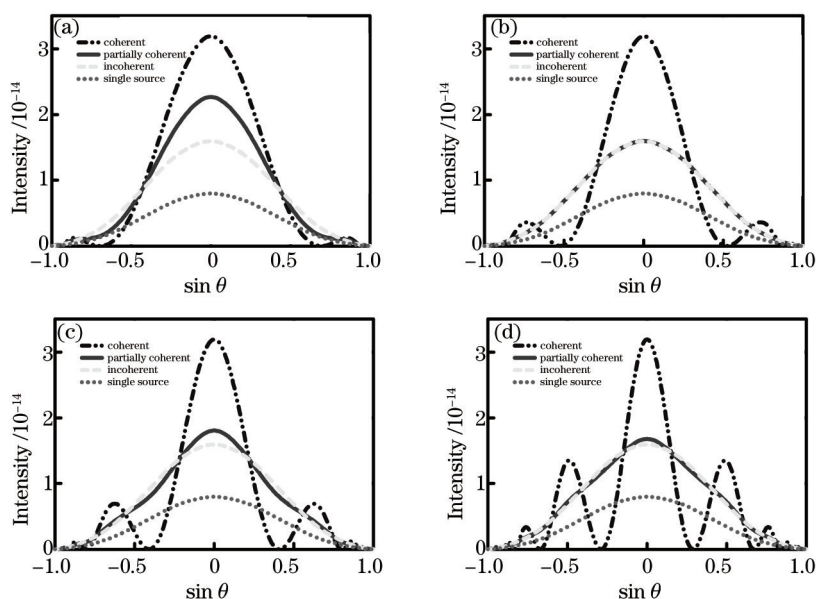 (a)
coherent
partially coherent
incoherent
single source
Intensity /10⁻¹⁴
3
2
1
0
−1.0 −0.5 0 0.5 1.0
sin θ
(b)
coherent
partially coherent
incoherent
single source
Intensity /10⁻¹⁴
3
2
1
0
−1.0 −0.5 0 0.5 1.0
sin θ
(c)
coherent
partially coherent
incoherent
single source
Intensity /10⁻¹⁴
3
2
1
0
−1.0 −0.5 0 0.5 1.0
sin θ
(d)
coherent
partially coherent
incoherent
single source
Intensity /10⁻¹⁴
3
2
1
0
−1.0 −0.5 0 0.5 1.0
sin θ